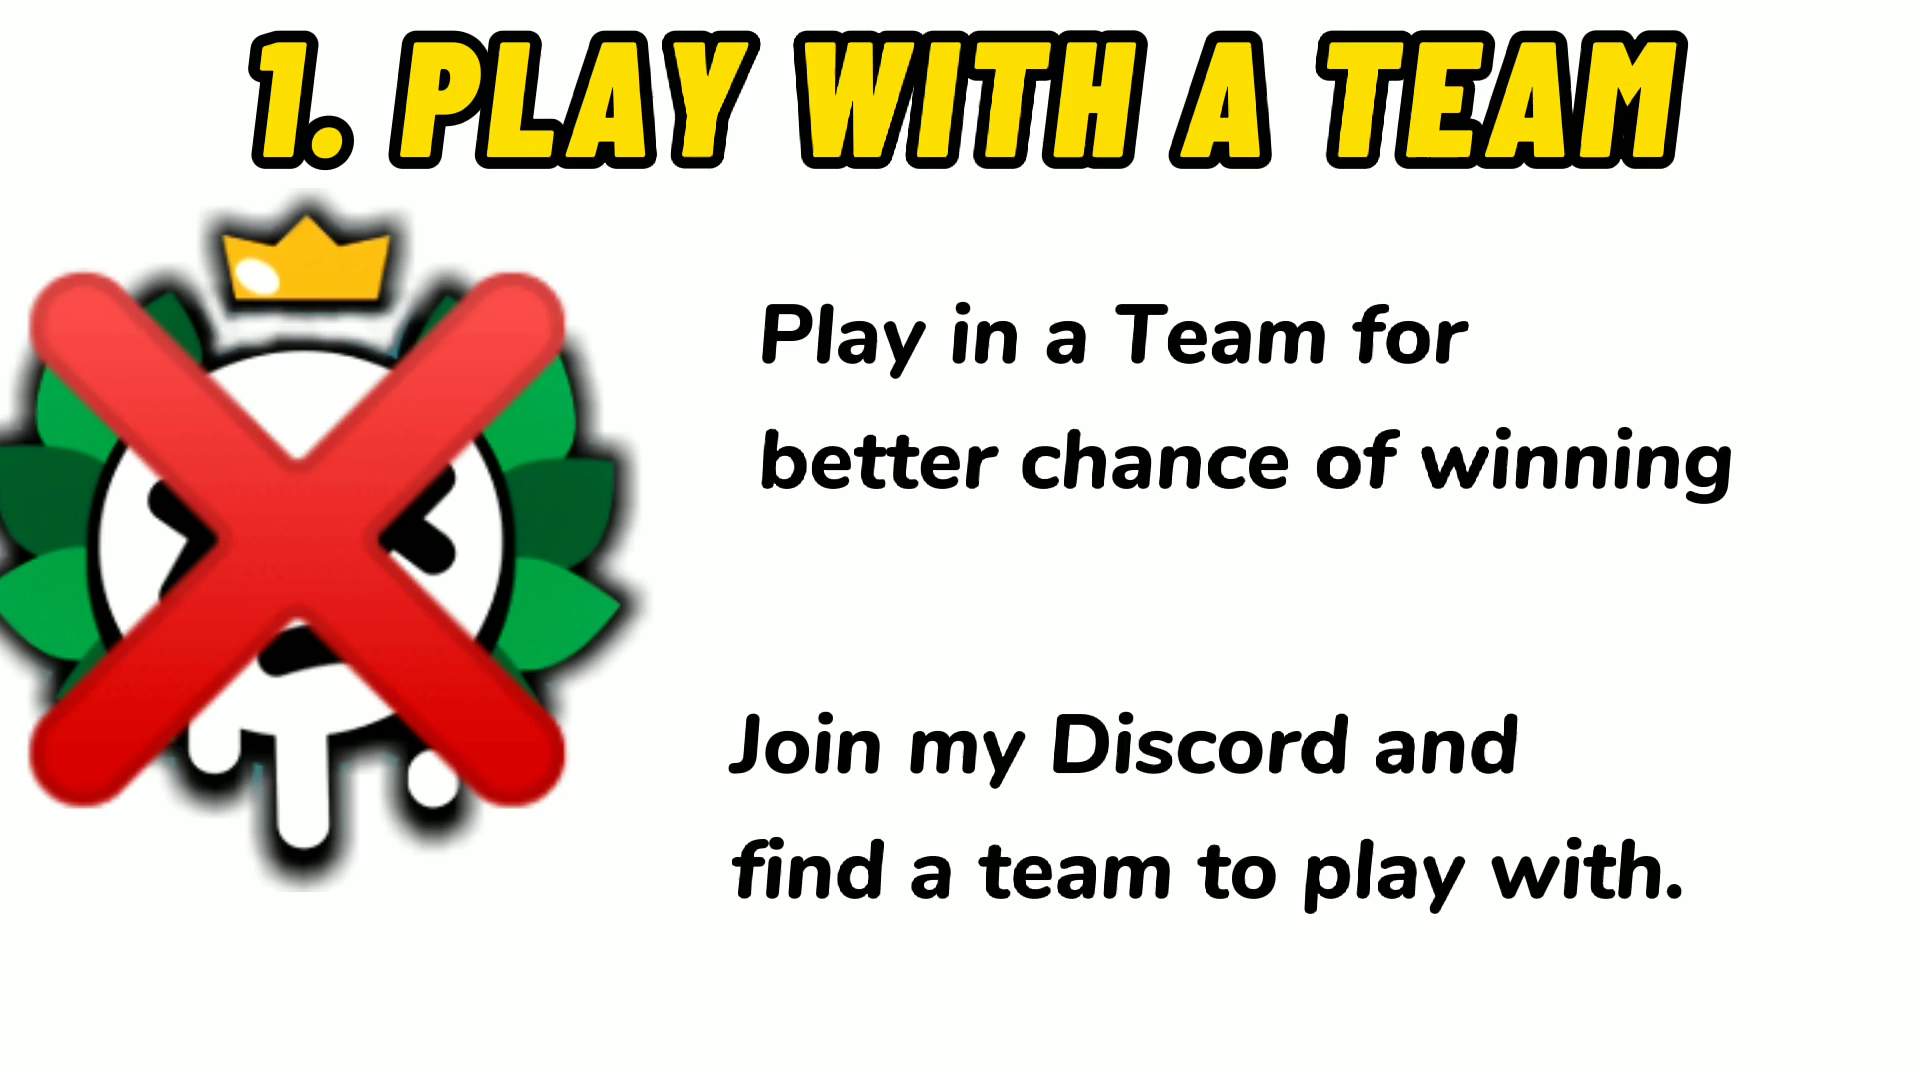 1. PLAY WITH A TEAM
Play in a Team for
better chance of winning
Join my Discord and
find a team to play with.